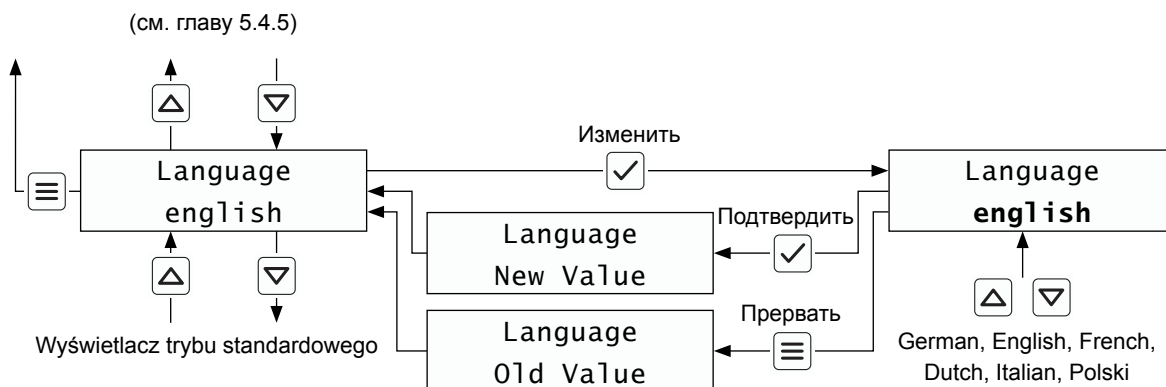 (см. главу 5.4.5)
Изменить
Language
english
Language
english
Подтвердить
Language
New Value
Прервать
Language
Old Value
Wyświetlacz trybu standardowego
German, English, French,
Dutch, Italian, Polski